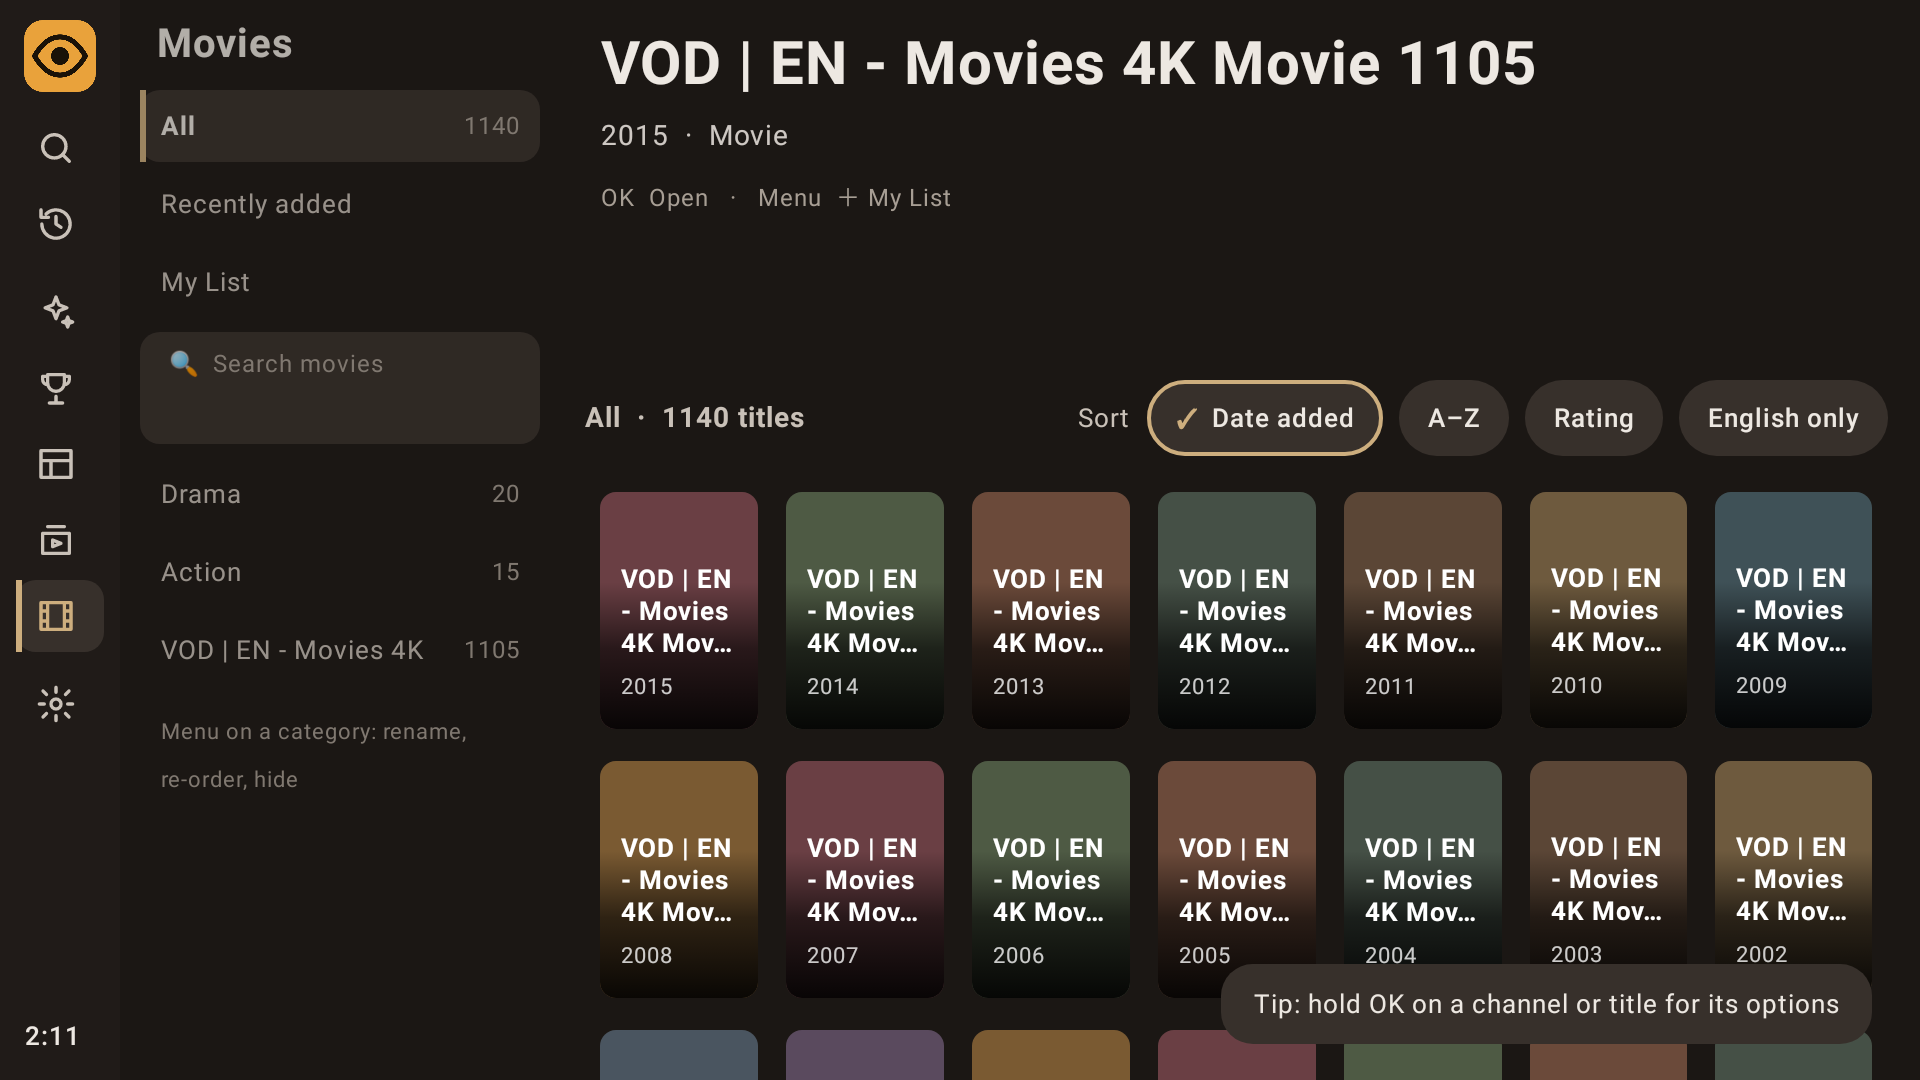 Movies
All 1140
Recently added
My List
🔍 Search movies
Drama 20
Action 15
VOD | EN - Movies 4K 1105
Menu on a category: rename,
re-order, hide
2:11
VOD | EN - Movies 4K Movie 1105
2015 · Movie
OK Open · Menu + My List
All · 1140 titles
Sort ✓ Date added A–Z Rating English only
VOD | EN
- Movies
4K Mov...
2015
VOD | EN
- Movies
4K Mov...
2014
VOD | EN
- Movies
4K Mov...
2013
VOD | EN
- Movies
4K Mov...
2012
VOD | EN
- Movies
4K Mov...
2011
VOD | EN
- Movies
4K Mov...
2010
VOD | EN
- Movies
4K Mov...
2009
VOD | EN
- Movies
4K Mov...
2008
VOD | EN
- Movies
4K Mov...
2007
VOD | EN
- Movies
4K Mov...
2006
VOD | EN
- Movies
4K Mov...
2005
VOD | EN
- Movies
4K Mov...
2004
VOD | EN
- Movies
4K Mov...
2003
VOD | EN
- Movies
4K Mov...
2002
Tip: hold OK on a channel or title for its options